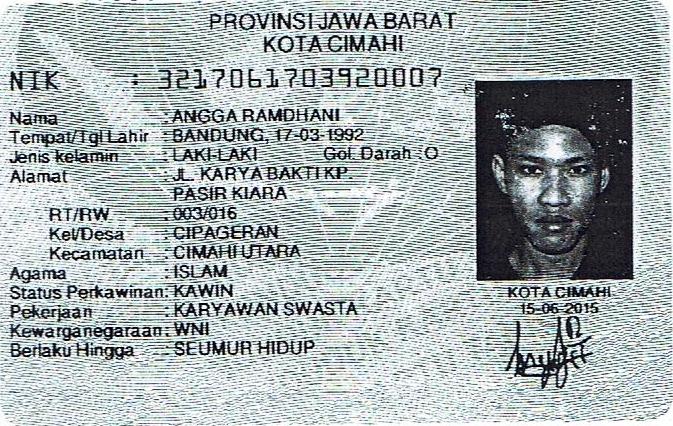 PROVINSI JAWA BARAT
KOTA CIMAHI
NIK : 3217061703920007
Nama : ANGGA RAMDHANI
Tempat/Tgl Lahir : BANDUNG, 17-03-1992
Jenis kelamin : LAKI-LAKI Gol. Darah : O
Alamat : JL. KARYA BAKTI KP.
PASIR KIARA
RT/RW : 003/016
Kel/Desa : CIPAGERAN
Kecamatan : CIMAHI UTARA
Agama : ISLAM
Status Perkawinan: KAWIN
Pekerjaan : KARYAWAN SWASTA
Kewarganegaraan: WNI
Berlaku Hingga : SEUMUR HIDUP
KOTA CIMAHI
15-06-2015